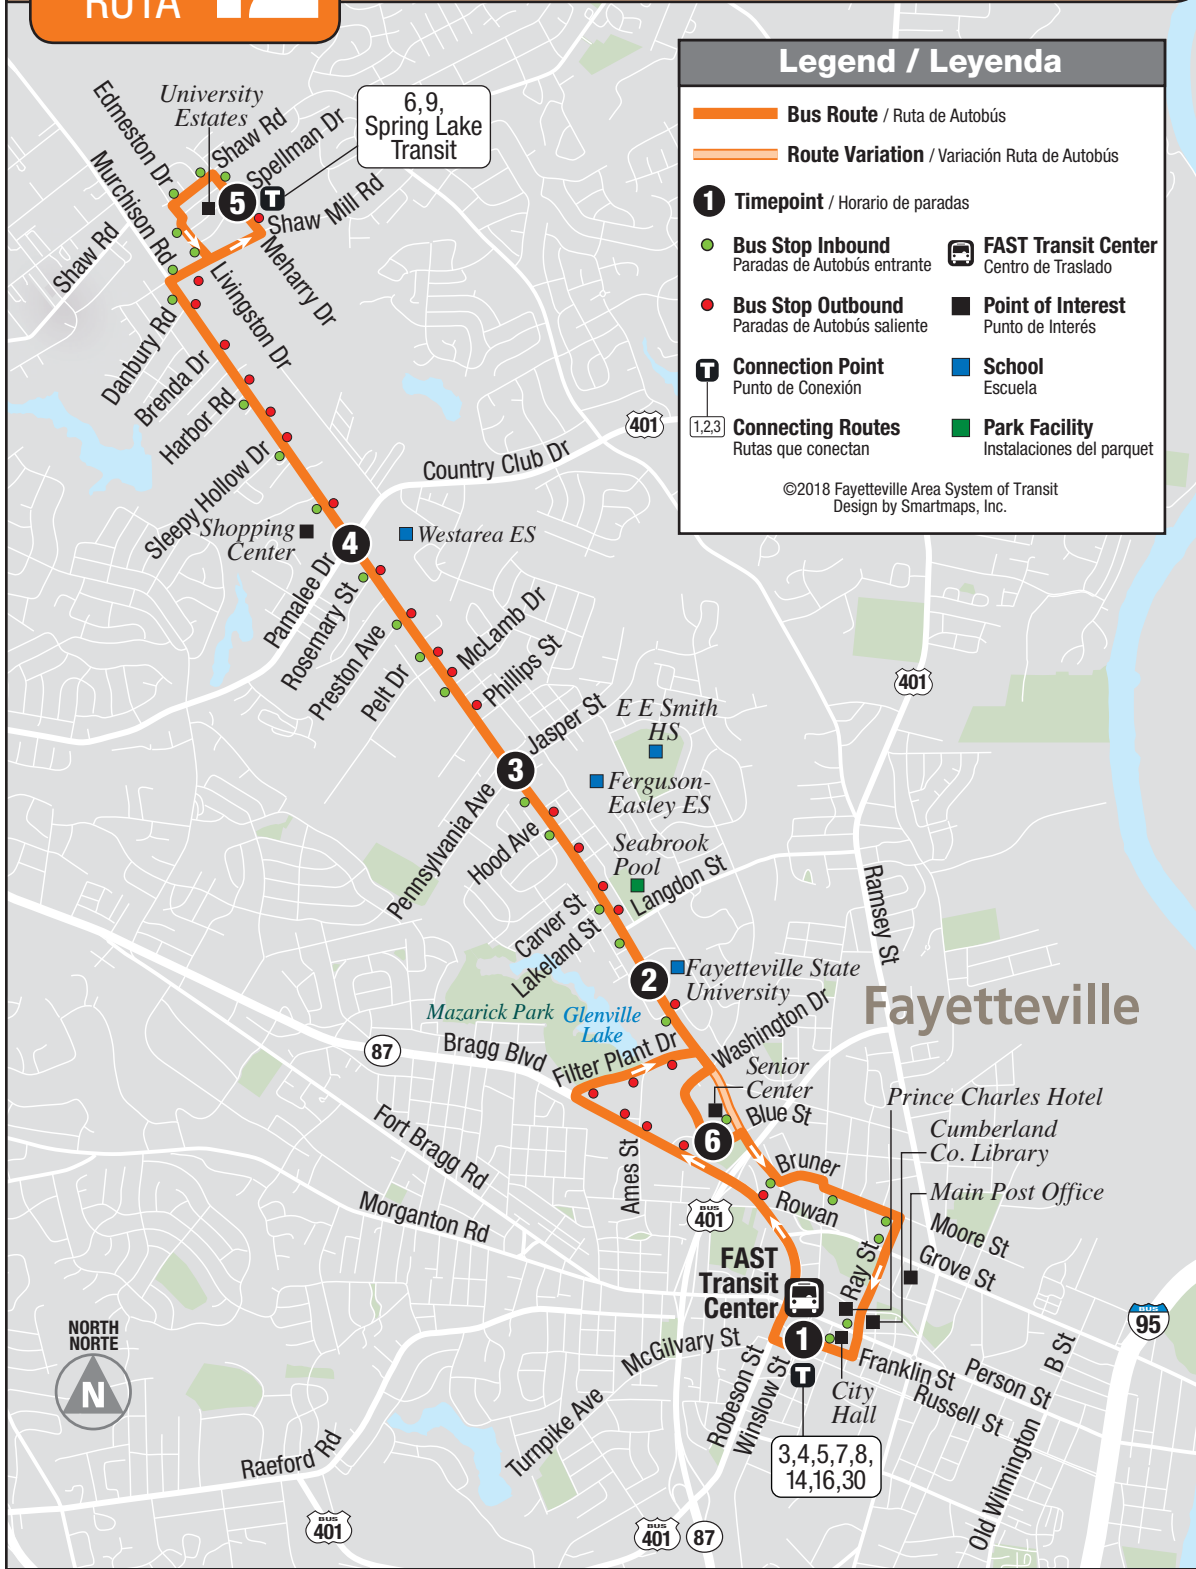 RUTA 12
Legend / Leyenda
Bus Route / Ruta de Autobús
Route Variation / Variación Ruta de Autobús
1 Timepoint / Horario de paradas
Bus Stop Inbound
Paradas de Autobús entrante
FAST Transit Center
Centro de Traslado
Bus Stop Outbound
Paradas de Autobús saliente
Point of Interest
Punto de Interés
T Connection Point
Punto de Conexión
School
Escuela
1,2,3 Connecting Routes
Rutas que conectan
Park Facility
Instalaciones del parquet
©2018 Fayetteville Area System of Transit
Design by Smartmaps, Inc.
University
Estates
6,9,
Spring Lake
Transit
Edmeston Dr
Shaw Rd
Spellman Dr
Murchison Rd
5
T
Shaw Mill Rd
Shaw Rd
Meharry Dr
Livingston Dr
Danbury Rd
Brenda Dr
Harbor Rd
401
Sleepy Hollow Dr
Country Club Dr
Shopping
Center
4
Westarea ES
Pamalee Dr
Rosemary St
Preston Ave
McLamb Dr
Pelt Dr
Phillips St
401
Jasper St
E E Smith
HS
3
Ferguson-
Easley ES
Pennsylvania Ave
Hood Ave
Seabrook
Pool
Langdon St
Ramsey St
Carver St
Lakeland St
2
Fayetteville State
University
Mazarick Park
Glenville
Lake
Washington Dr
Fayetteville
87
Bragg Blvd
Filter Plant Dr
Senior
Center
Blue St
Prince Charles Hotel
Cumberland
Co. Library
Fort Bragg Rd
6
Ames St
Bruner
Main Post Office
Morganton Rd
BUS
401
Rowan
Moore St
Grove St
FAST
Transit
Center
Ray St
BUS
95
NORTH
NORTE
N
McGilvary St
1
T
Robeson St
Winslow St
Franklin St
Person St
B St
Russell St
City
Hall
Turnpike Ave
Raeford Rd
3,4,5,7,8,
14,16,30
Old Wilmington
BUS
401
BUS
401
87